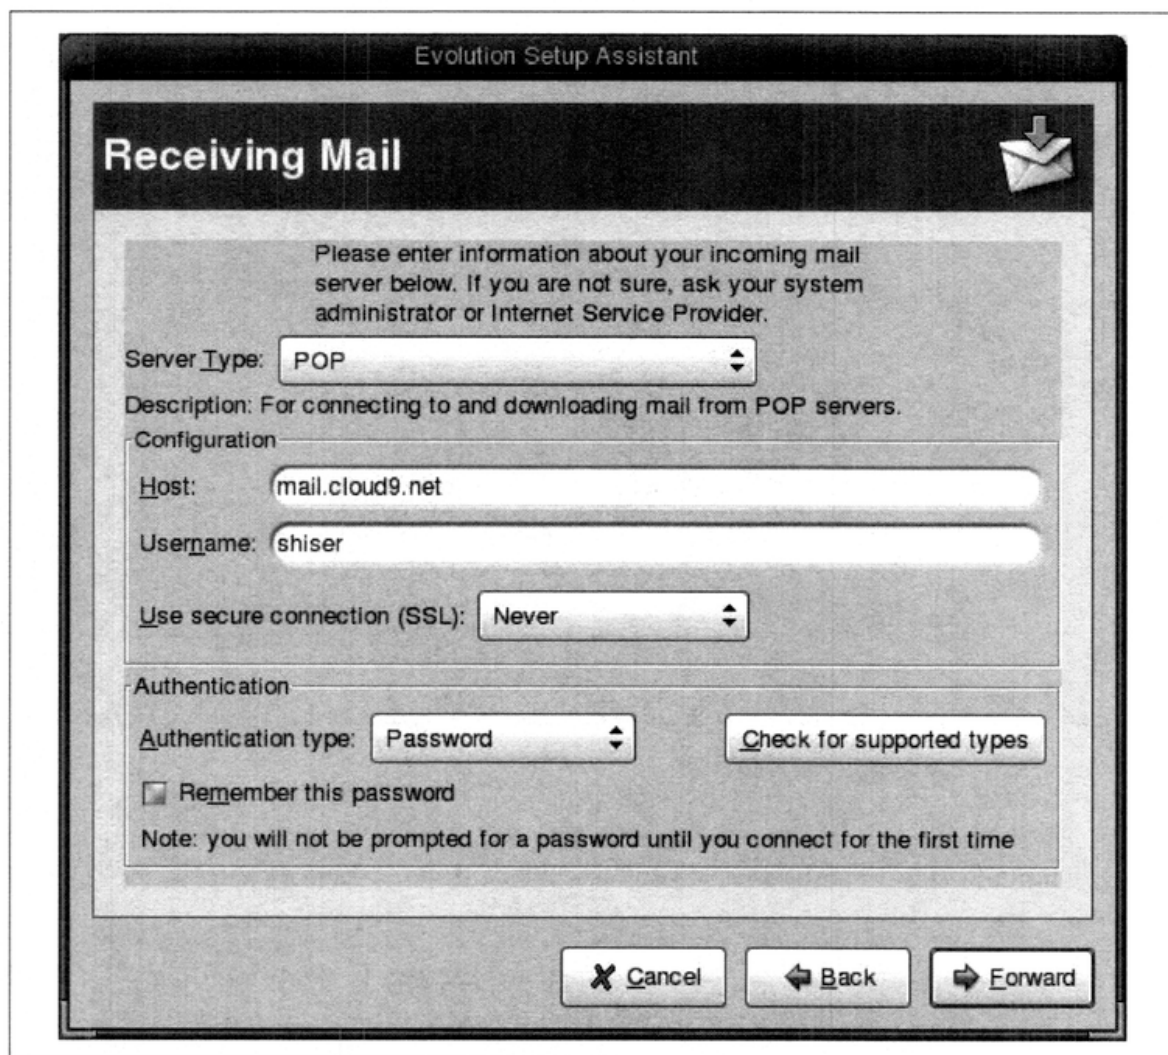 Evolution Setup Assistant
Receiving Mail
Please enter information about your incoming mail
server below. If you are not sure, ask your system
administrator or Internet Service Provider.
Server Type: POP
Description: For connecting to and downloading mail from POP servers.
Configuration
Host: mail.cloud9.net
Username: shiser
Use secure connection (SSL): Never
Authentication
Authentication type: Password Check for supported types
Remember this password
Note: you will not be prompted for a password until you connect for the first time
Cancel Back Forward